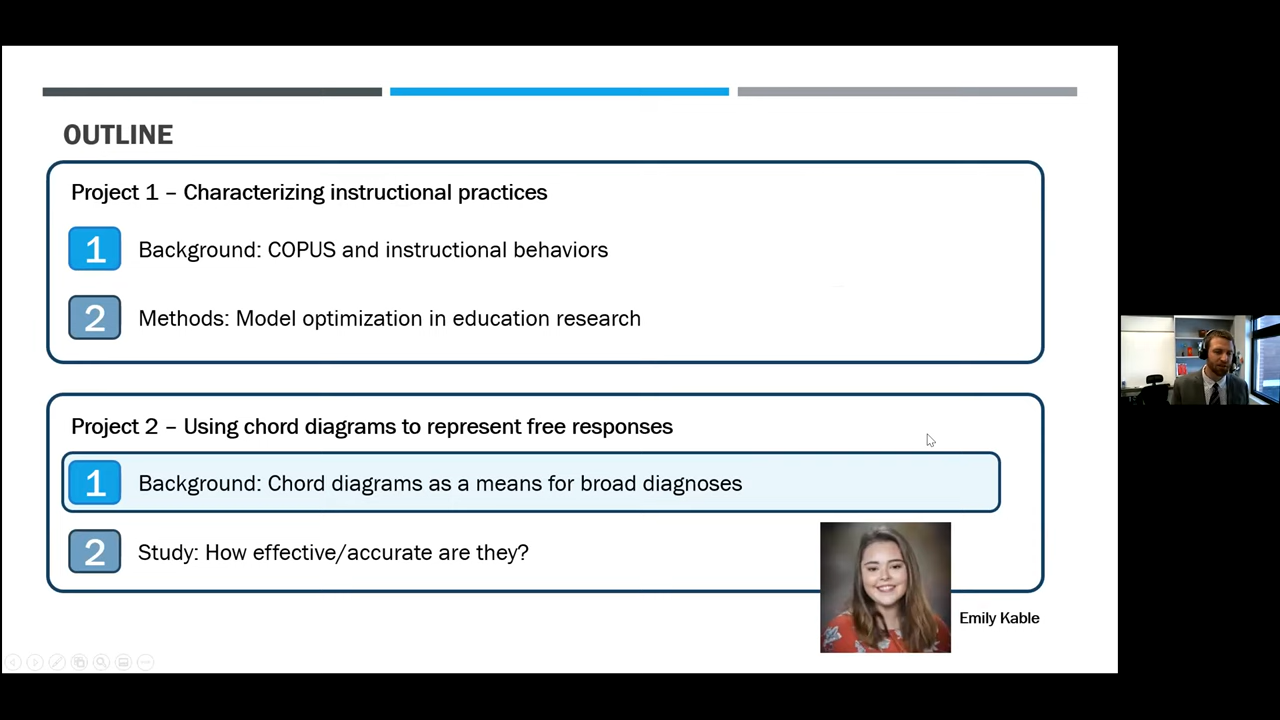 OUTLINE
Project 1 – Characterizing instructional practices
1 Background: COPUS and instructional behaviors
2 Methods: Model optimization in education research
Project 2 – Using chord diagrams to represent free responses
1 Background: Chord diagrams as a means for broad diagnoses
2 Study: How effective/accurate are they?
Emily Kable